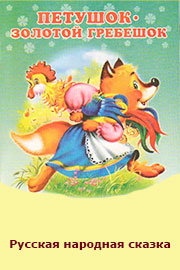 ПЕТУШОК-
ЗОЛОТОЙ ГРЕБЕШОК
Русская народная сказка